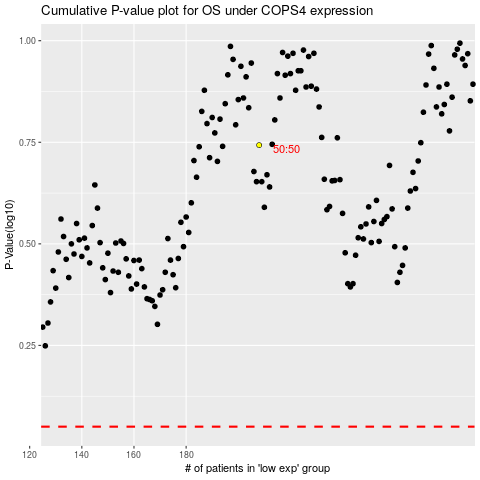 Cumulative P-value plot for OS under COPS4 expression
1.00
0.75
0.50
0.25
P-Value(log10)
50:50
120 140 160 180
# of patients in 'low exp' group